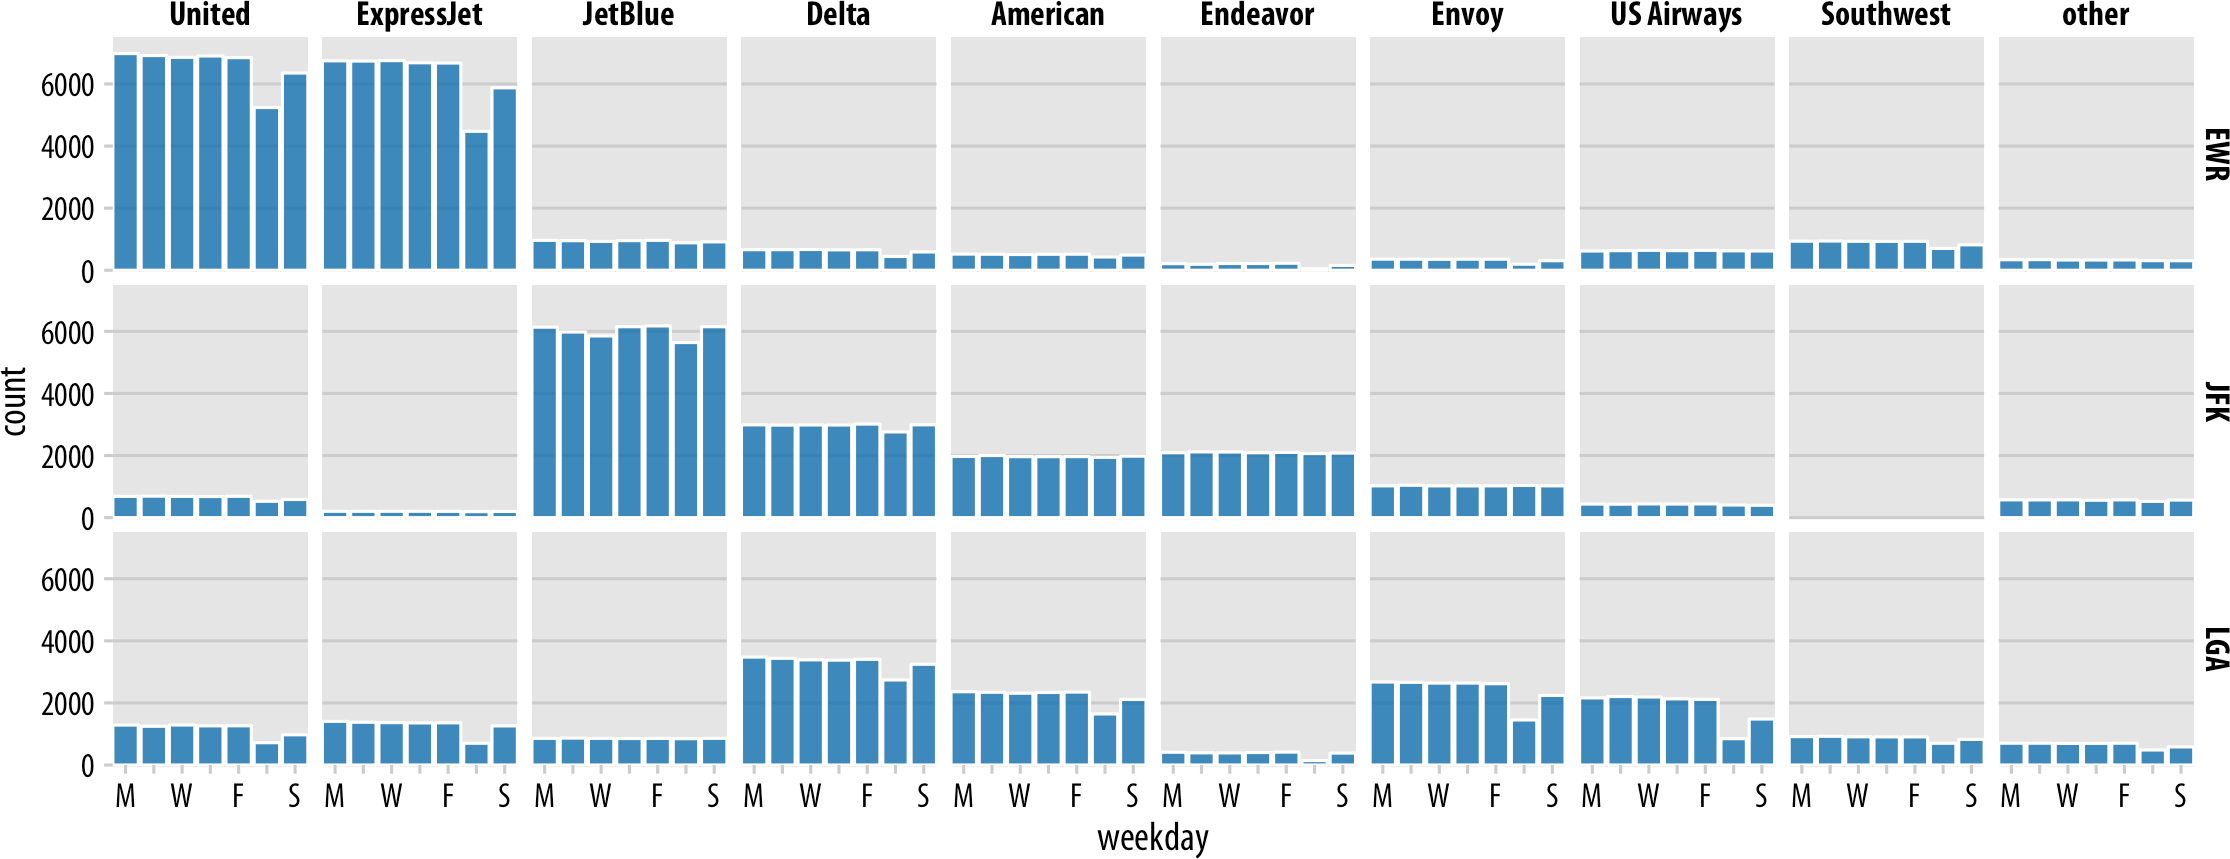 United ExpressJet JetBlue Delta American Endeavor Envoy US Airways Southwest other
6000
4000
2000
0
EWR
6000
4000
2000
0
JFK
count
6000
4000
2000
0
LGA
M W F S M W F S M W F S M W F S M W F S M W F S M W F S M W F S M W F S M W F S
weekday